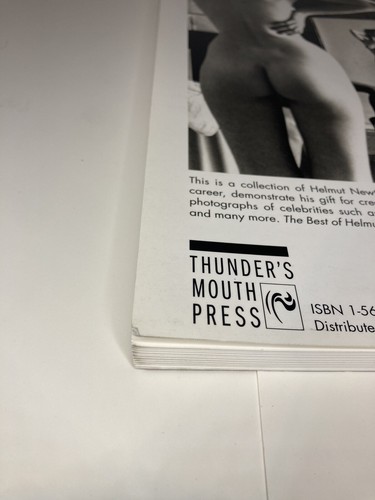 This is a collection of Helmut New
career, demonstrate his gift for cre
photographs of celebrities such a
and many more. The Best of Helmu
THUNDER'S
MOUTH
PRESS
ISBN 1-56
Distribute